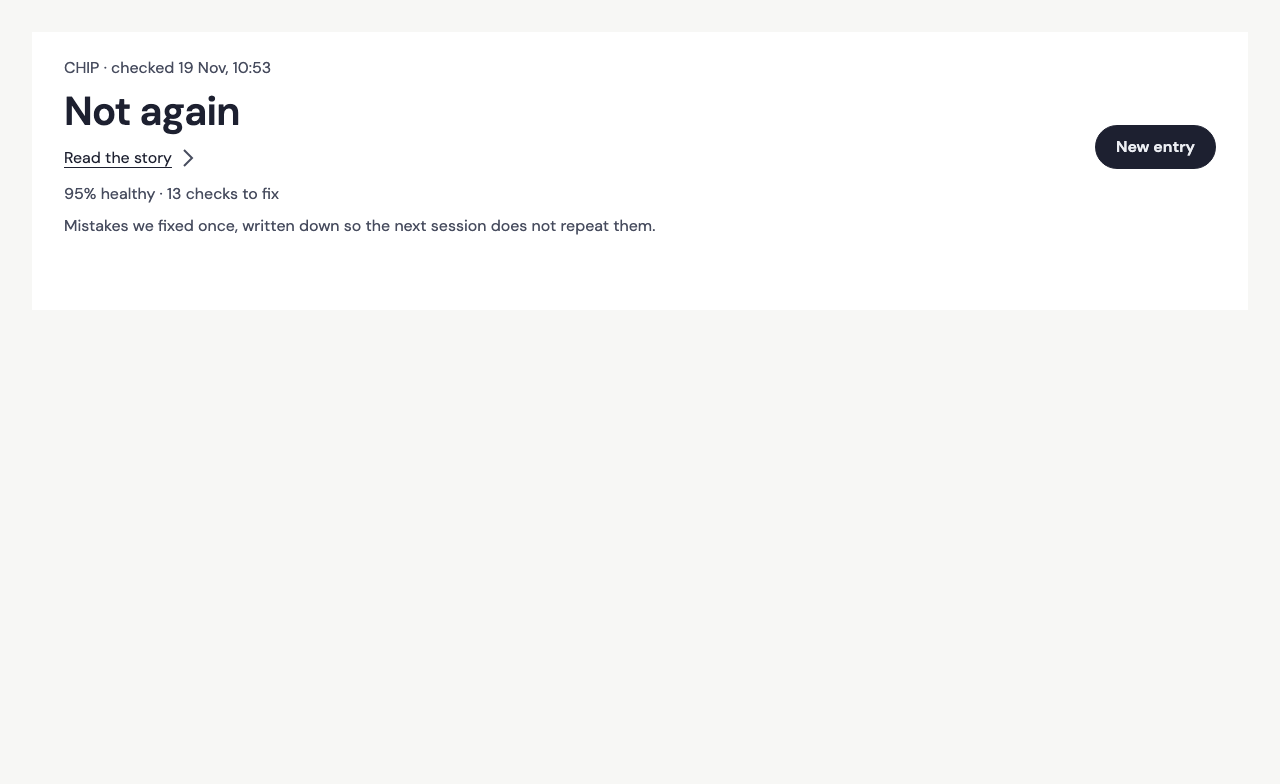 CHIP · checked 19 Nov, 10:53
Not again
Read the story
New entry
95% healthy · 13 checks to fix
Mistakes we fixed once, written down so the next session does not repeat them.